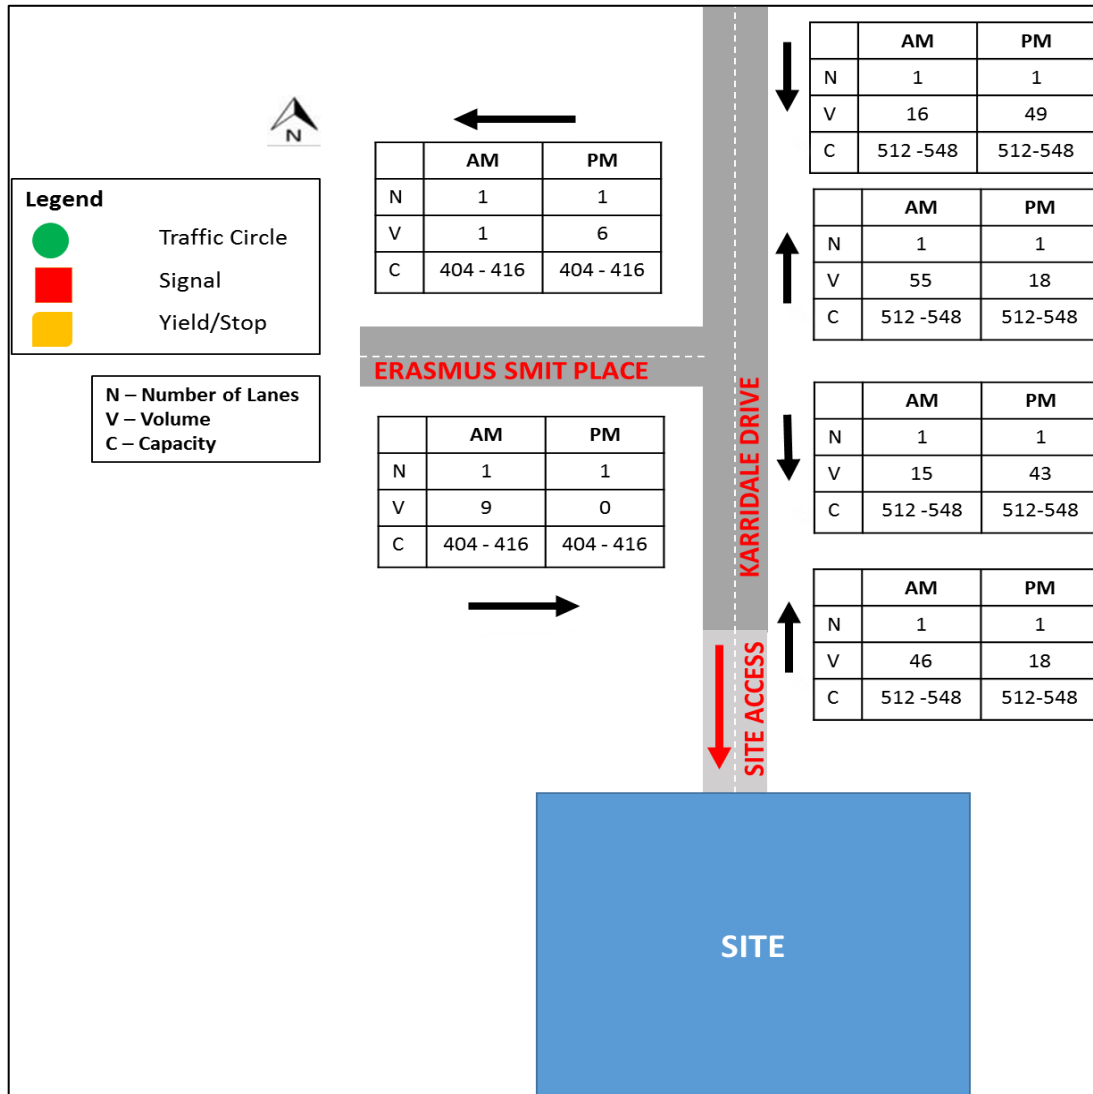 AM PM
N 1 1
V 16 49
C 512 -548 512-548
N
AM PM
N 1 1
V 1 6
C 404 - 416 404 - 416
Legend
Traffic Circle
Signal
Yield/Stop
AM PM
N 1 1
V 55 18
C 512 -548 512-548
ERASMUS SMIT PLACE
N – Number of Lanes
V – Volume
C – Capacity
KARRIDALE DRIVE
AM PM
N 1 1
V 15 43
C 512 -548 512-548
AM PM
N 1 1
V 9 0
C 404 - 416 404 - 416
AM PM
N 1 1
V 46 18
C 512 -548 512-548
SITE ACCESS
SITE